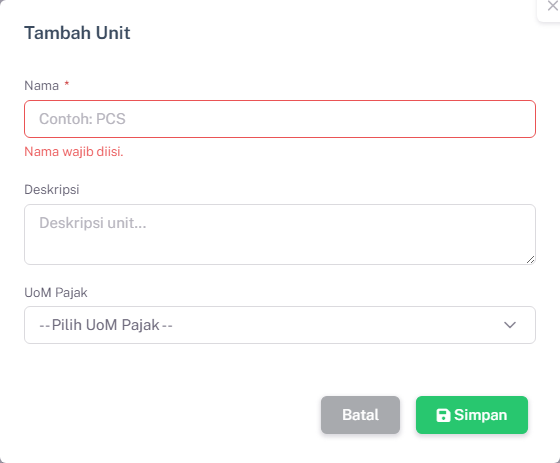 Tambah Unit
Nama *
Contoh: PCS
Nama wajib diisi.
Deskripsi
Deskripsi unit...
UoM Pajak
-- Pilih UoM Pajak --
Batal
Simpan